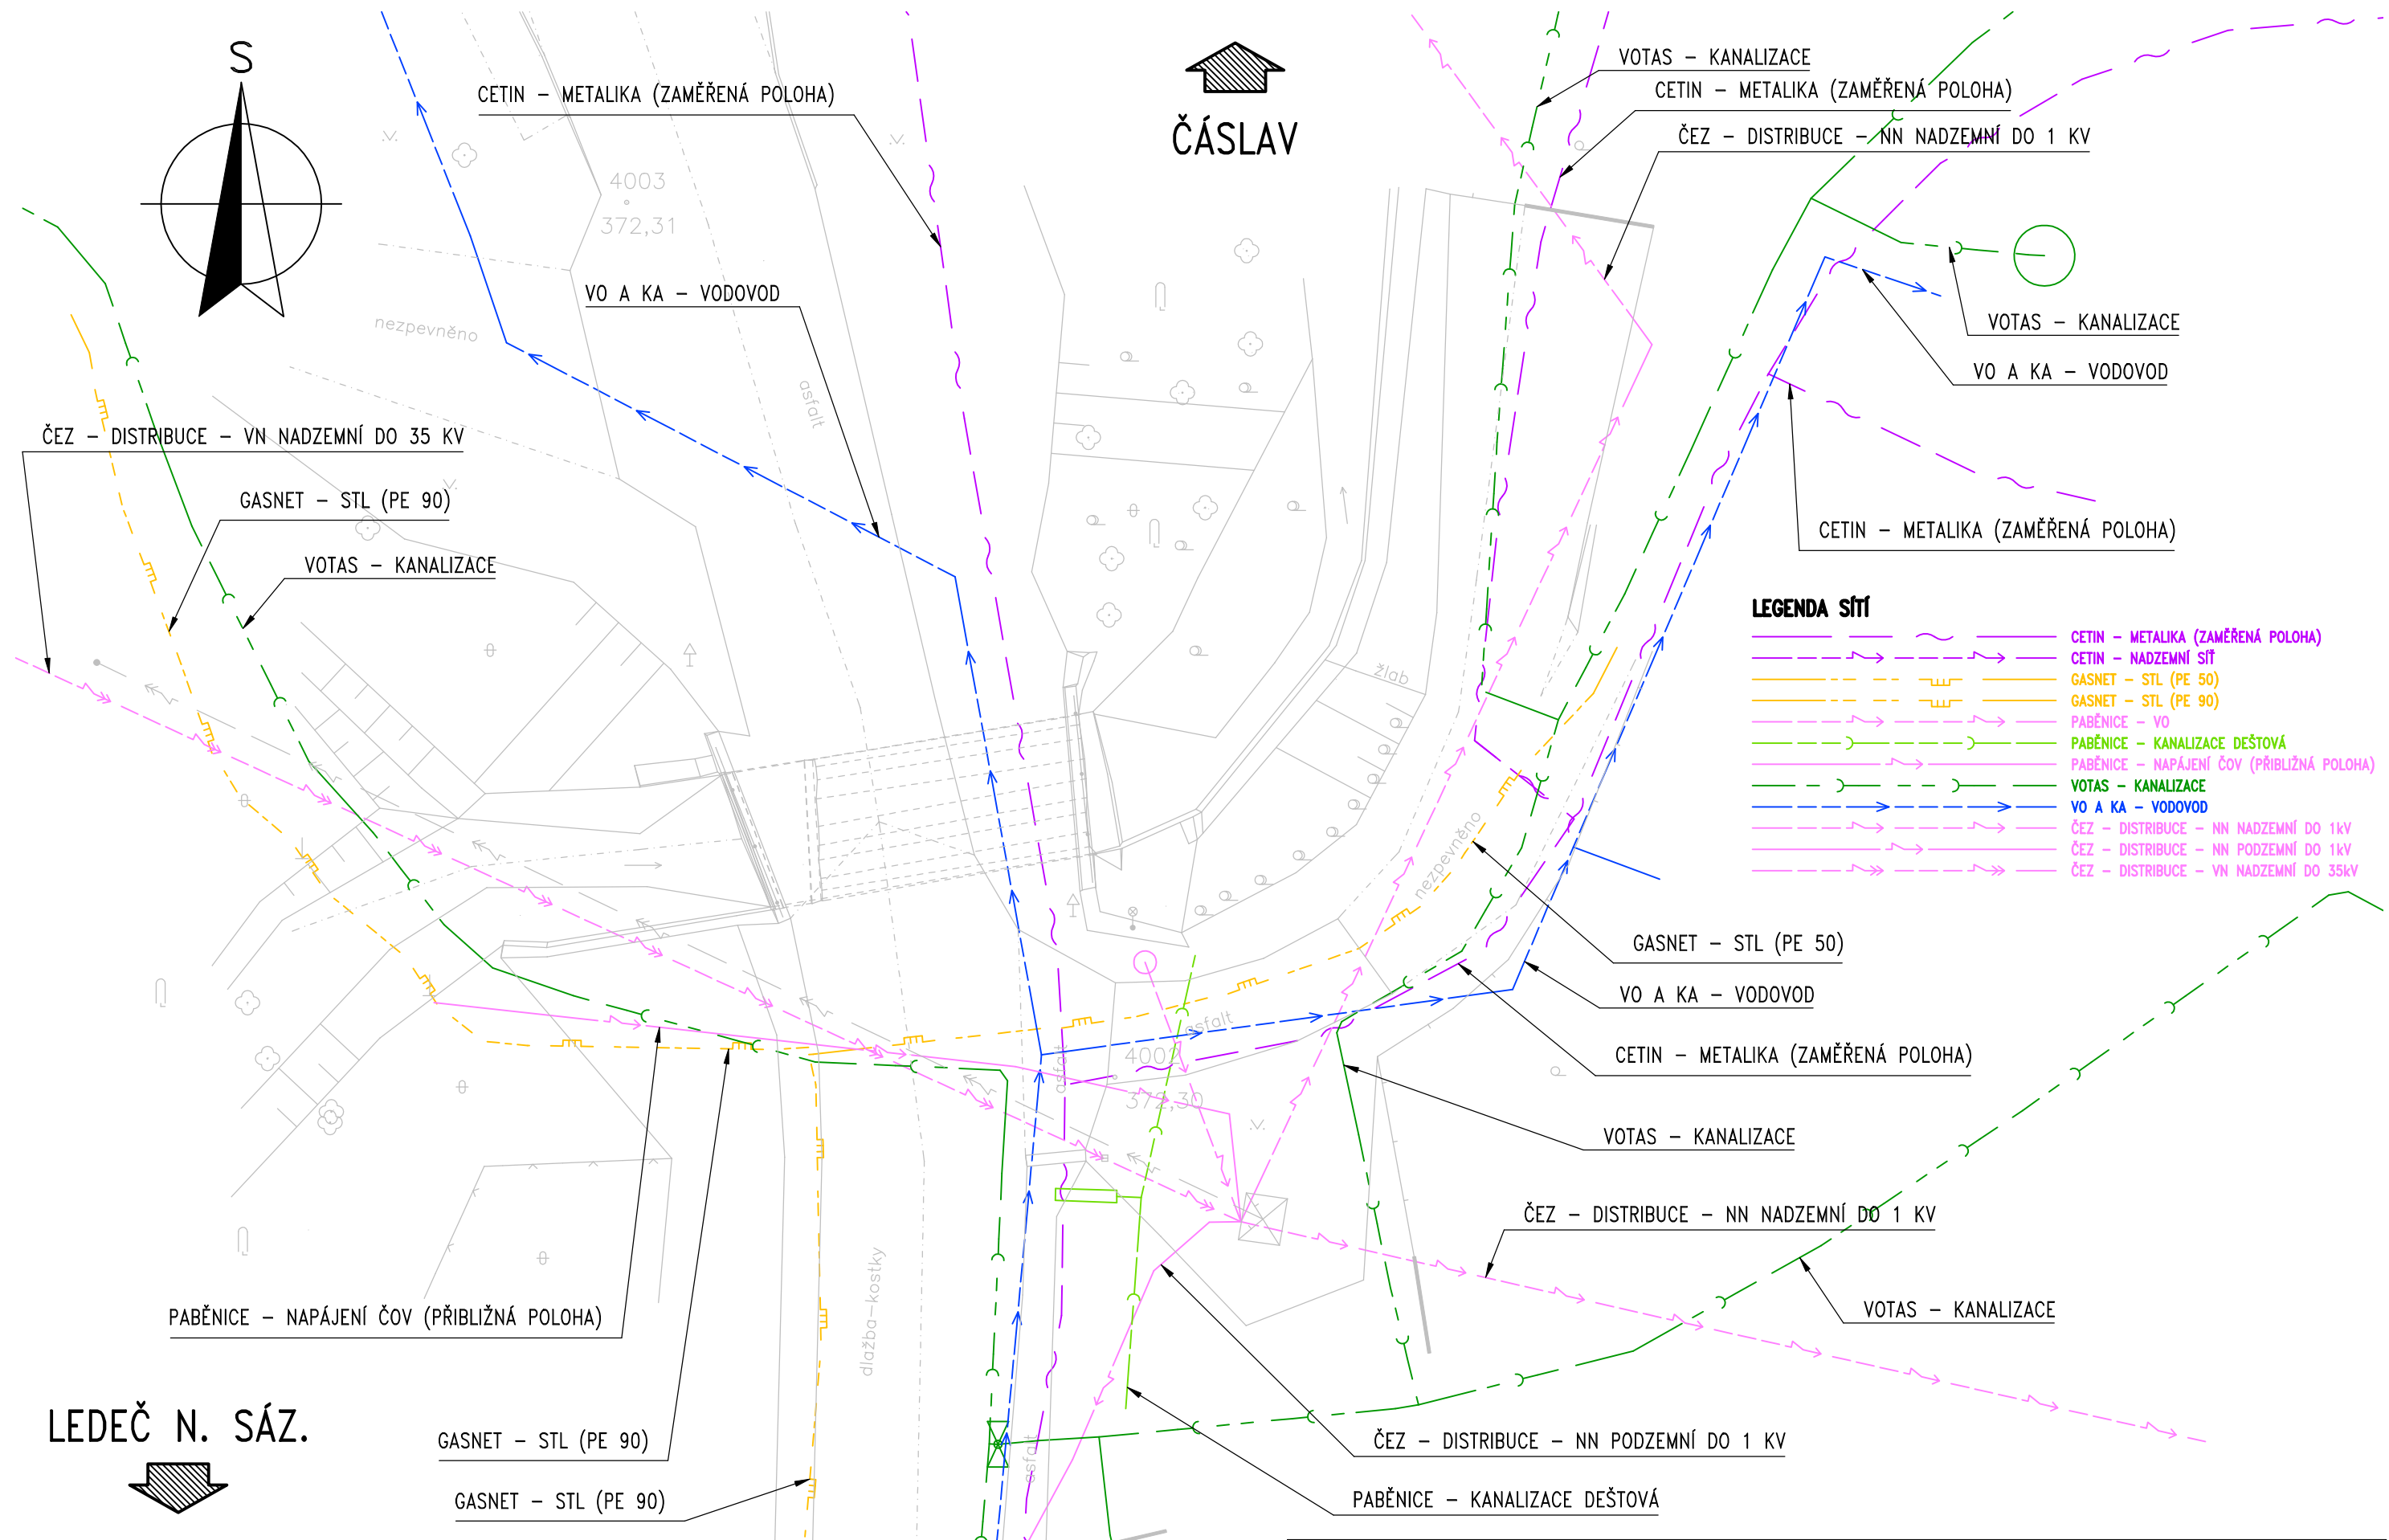 S
ČÁSLAV
VOTAS – KANALIZACE
CETIN – METALIKA (ZAMĚŘENÁ POLOHA)
CETIN – METALIKA (ZAMĚŘENÁ POLOHA)
ČEZ – DISTRIBUCE – NN NADZEMNÍ DO 1 KV
4003
372,31
VO A KA – VODOVOD
nezpevněno
VOTAS – KANALIZACE
VO A KA – VODOVOD
asfalt
ČEZ – DISTRIBUCE – VN NADZEMNÍ DO 35 KV
GASNET – STL (PE 90)
CETIN – METALIKA (ZAMĚŘENÁ POLOHA)
VOTAS – KANALIZACE
LEGENDA SÍTÍ
CETIN – METALIKA (ZAMĚŘENÁ POLOHA)
CETIN – NADZEMNÍ SÍŤ
GASNET – STL (PE 50)
GASNET – STL (PE 90)
PABĚNICE – VO
PABĚNICE – KANALIZACE DEŠTOVÁ
PABĚNICE – NAPÁJENÍ ČOV (PŘIBLIŽNÁ POLOHA)
VOTAS – KANALIZACE
VO A KA – VODOVOD
ČEZ – DISTRIBUCE – NN NADZEMNÍ DO 1kV
ČEZ – DISTRIBUCE – NN PODZEMNÍ DO 1kV
ČEZ – DISTRIBUCE – VN NADZEMNÍ DO 35kV
žlab
nezpevněno
GASNET – STL (PE 50)
VO A KA – VODOVOD
asfalt
asfalt
4002
372,30
CETIN – METALIKA (ZAMĚŘENÁ POLOHA)
VOTAS – KANALIZACE
ČEZ – DISTRIBUCE – NN NADZEMNÍ DO 1 KV
dlažba–kostky
PABĚNICE – NAPÁJENÍ ČOV (PŘIBLIŽNÁ POLOHA)
VOTAS – KANALIZACE
LEDEČ N. SÁZ.
GASNET – STL (PE 90)
asfalt
ČEZ – DISTRIBUCE – NN PODZEMNÍ DO 1 KV
GASNET – STL (PE 90)
PABĚNICE – KANALIZACE DEŠTOVÁ